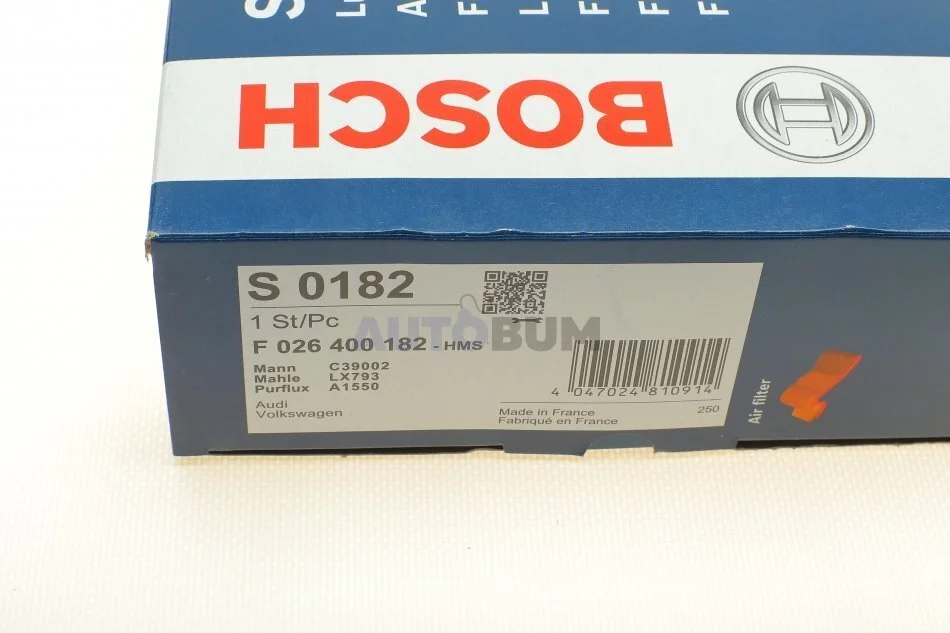 S
BOSCH
S 0182
1 St/Pc
F 026 400 182 - HMS
Mann C39002
Mahle LX793
Purflux A1550
Audi
Volkswagen
AUTOBUM
4 047024 810914
Made in France
Fabriqué en France
250
Air filter